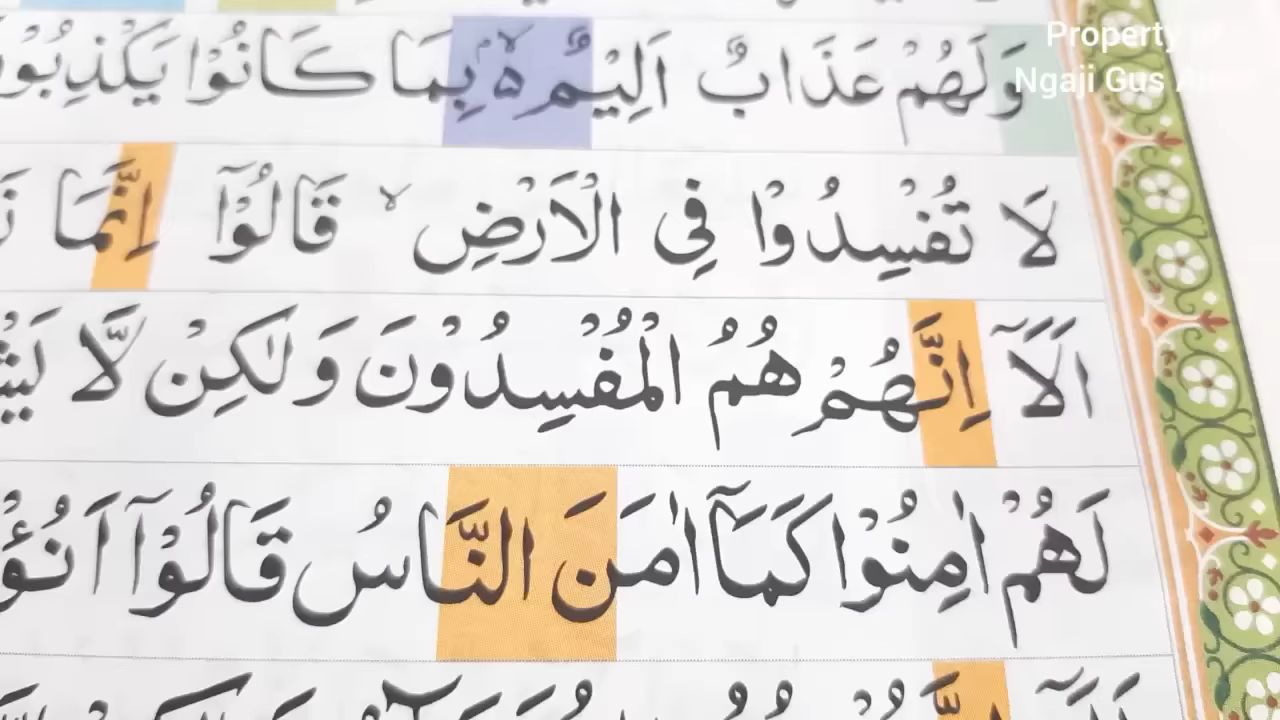 Property of
Ngaji Gus
وَلَهُمْ عَذَابٌ اَلِيْمٌ ۢ ەۙ بِمَا كَانُوْا يَكْذِبُوْ
لَا تُفْسِدُوْا فِى الْاَرْضِۙ قَالُوْٓا اِنَّمَا
اَلَآ اِنَّهُمْ هُمُ الْمُفْسِدُوْنَ وَلٰكِنْ لَّا
لَهُمْ اٰمِنُوْا كَمَآ اٰمَنَ النَّاسُ قَالُوْٓا اَنُؤْ